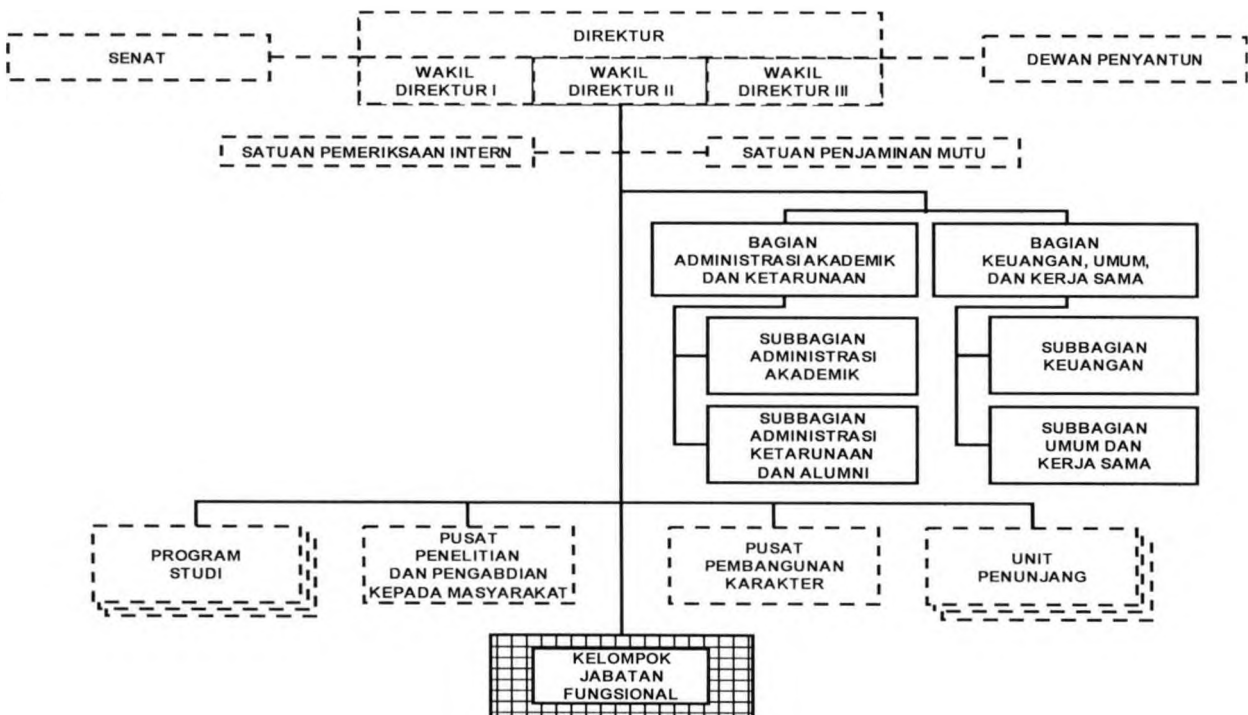 DIREKTUR
SENAT
DEWAN PENYANTUN
WAKIL
DIREKTUR I
WAKIL
DIREKTUR II
WAKIL
DIREKTUR III
SATUAN PEMERIKSAAN INTERN
SATUAN PENJAMINAN MUTU
BAGIAN
ADMINISTRASI AKADEMIK
DAN KETARUNAAN
BAGIAN
KEUANGAN, UMUM,
DAN KERJA SAMA
SUBBAGIAN
ADMINISTRASI
AKADEMIK
SUBBAGIAN
KEUANGAN
SUBBAGIAN
ADMINISTRASI
KETARUNAAN
DAN ALUMNI
SUBBAGIAN
UMUM DAN
KERJA SAMA
PROGRAM
STUDI
PUSAT
PENELITIAN
DAN PENGABDIAN
KEPADA MASYARAKAT
PUSAT
PEMBANGUNAN
KARAKTER
UNIT
PENUNJANG
KELOMPOK
JABATAN
FUNGSIONAL